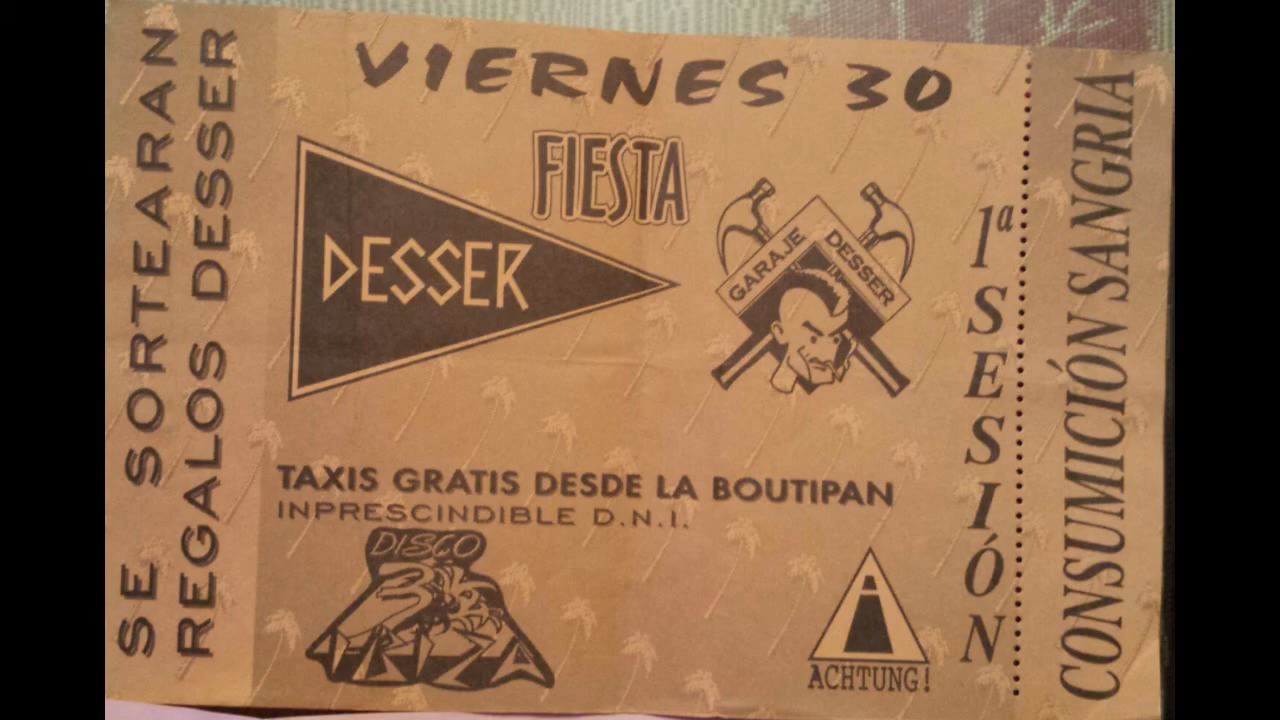 SE SORTEARAN
REGALOS DESSER
VIERNES 30
FIESTA
DESSER
GARAJE
DESSER
1ª SESIÓN
TAXIS GRATIS DESDE LA BOUTIPAN
INPRESCINDIBLE D.N.I.
DISCO
ACHTUNG!
CONSUMICIÓN SANGRIA